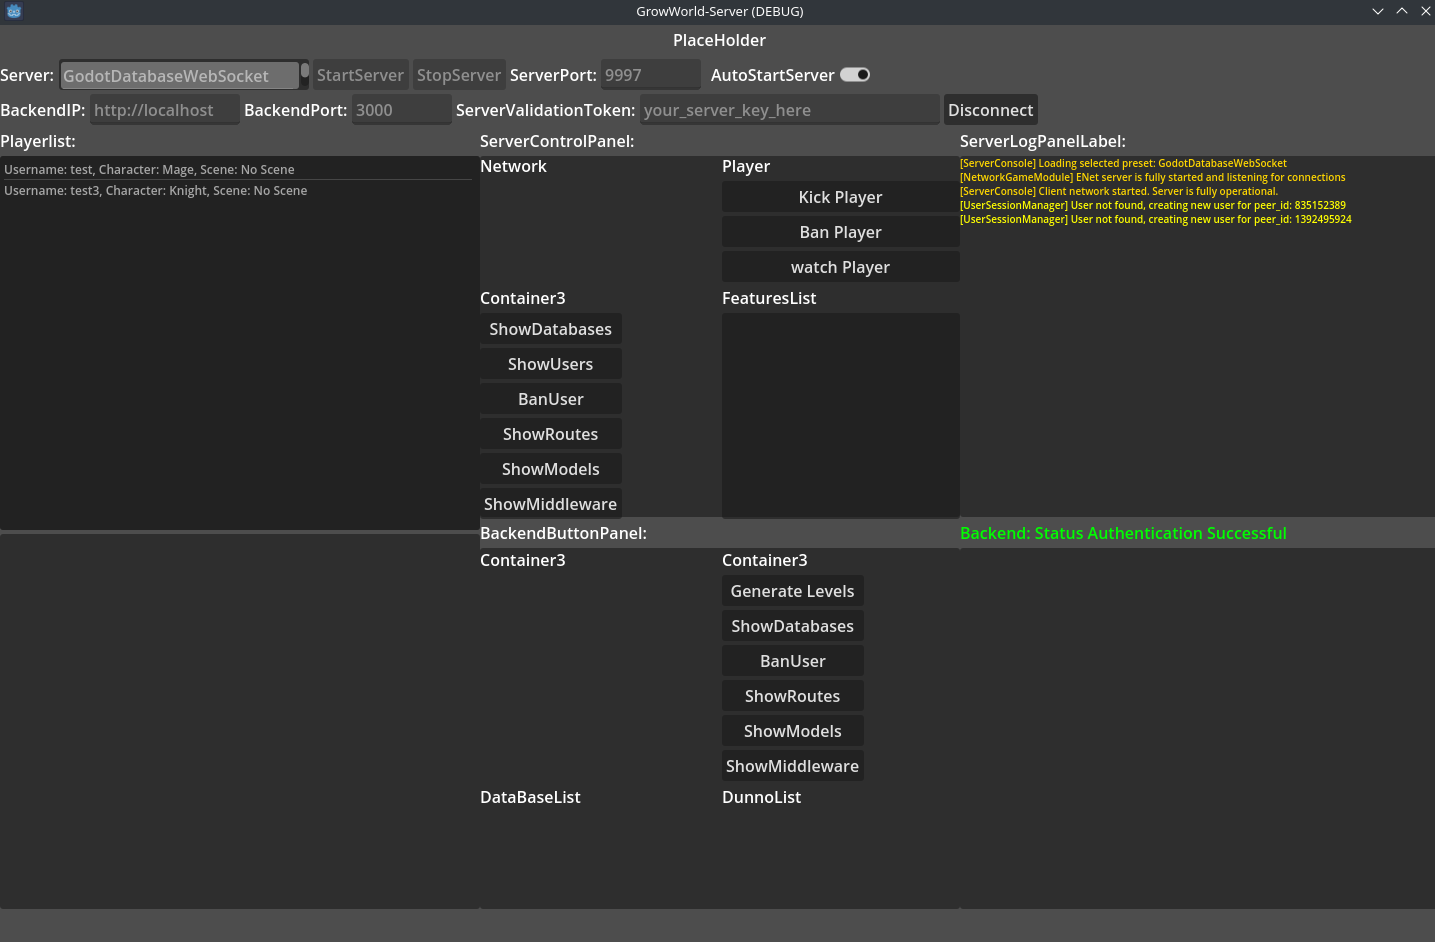 GrowWorld-Server (DEBUG)
PlaceHolder
Server: GodotDatabaseWebSocket StartServer StopServer ServerPort: 9997 AutoStartServer
BackendIP: http://localhost BackendPort: 3000 ServerValidationToken: your_server_key_here Disconnect
Playerlist:
Username: test, Character: Mage, Scene: No Scene
Username: test3, Character: Knight, Scene: No Scene
ServerControlPanel:
Network
Player
Kick Player
Ban Player
watch Player
Container3
ShowDatabases
ShowUsers
BanUser
ShowRoutes
ShowModels
ShowMiddleware
FeaturesList
ServerLogPanelLabel:
[ServerConsole] Loading selected preset: GodotDatabaseWebSocket
[NetworkGameModule] ENet server is fully started and listening for connections
[ServerConsole] Client network started. Server is fully operational.
[UserSessionManager] User not found, creating new user for peer_id: 835152389
[UserSessionManager] User not found, creating new user for peer_id: 1392495924
BackendButtonPanel:
Container3
Container3
Generate Levels
ShowDatabases
BanUser
ShowRoutes
ShowModels
ShowMiddleware
DataBaseList
DunnoList
Backend: Status Authentication Successful